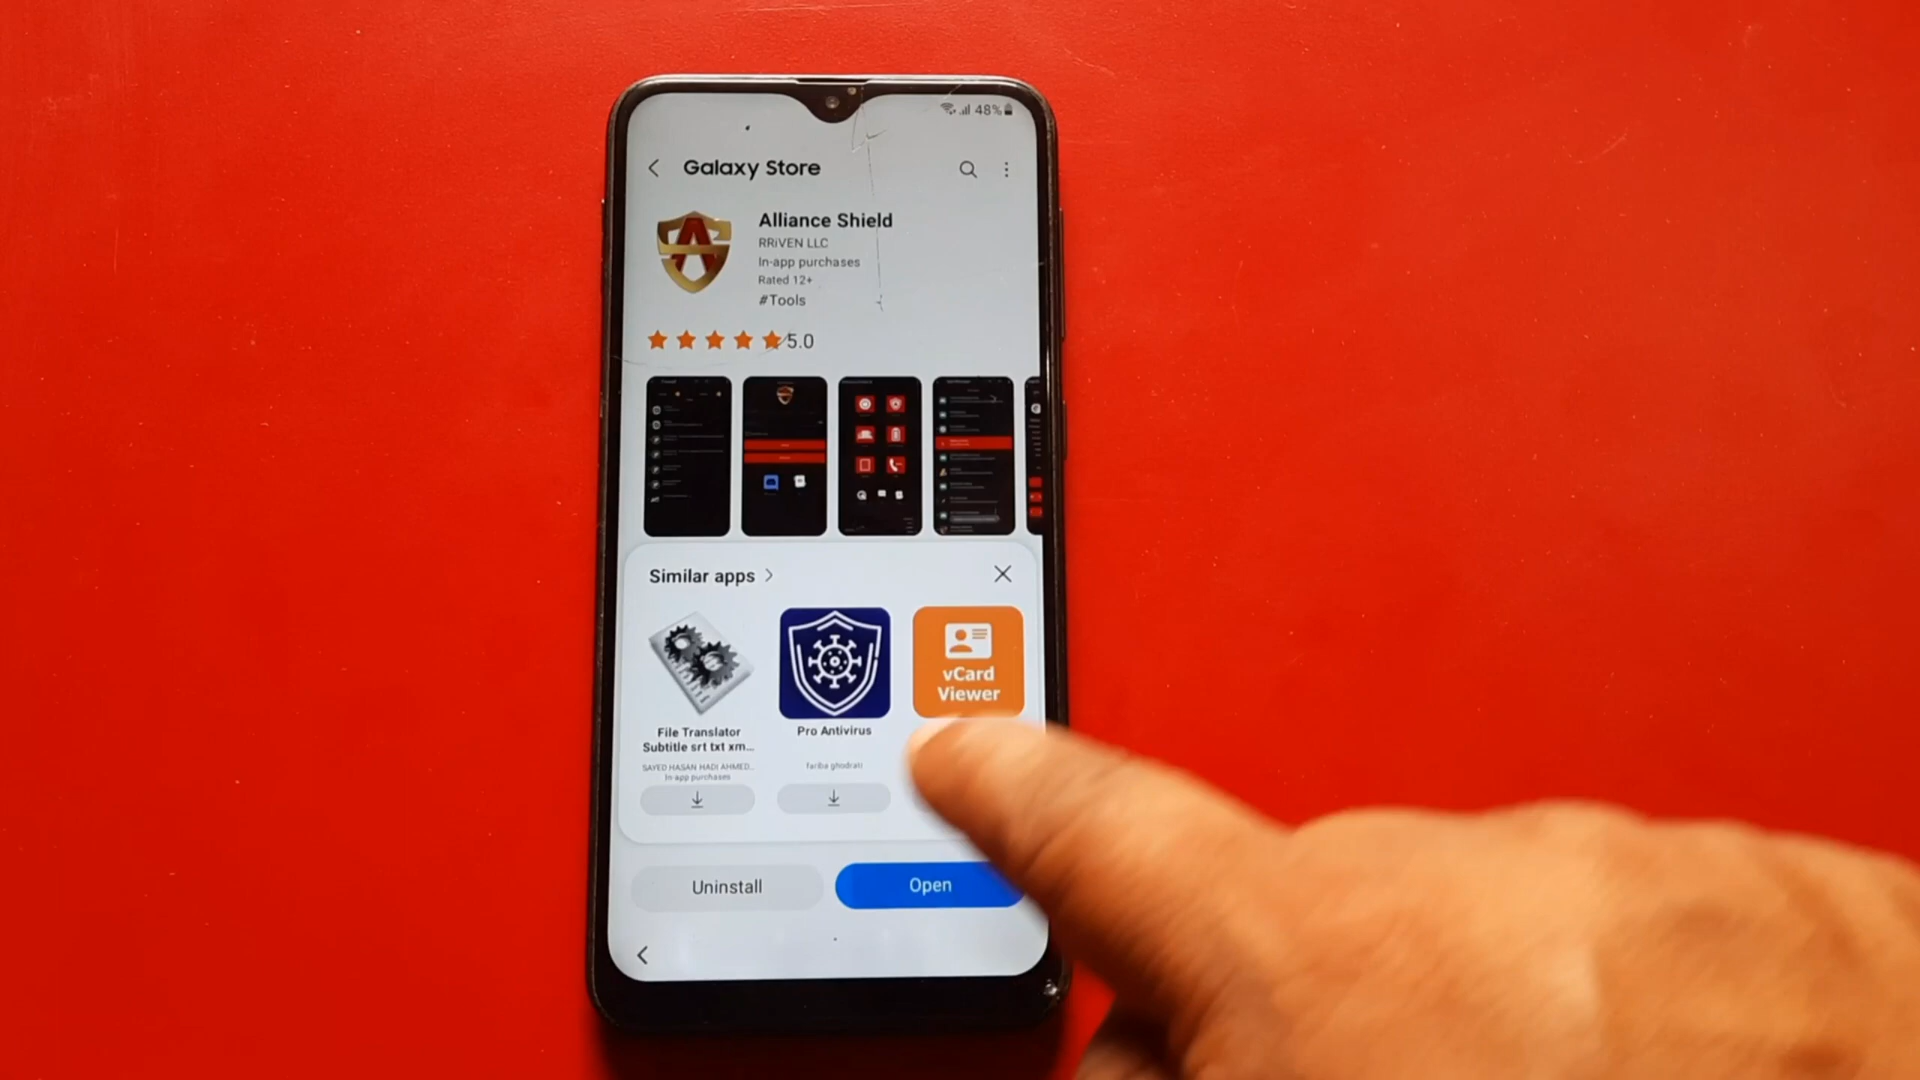 48%
Galaxy Store
Alliance Shield
RRiVEN LLC
In-app purchases
Rated 12+
#Tools
5.0
Similar apps
vCard
Viewer
File Translator
Subtitle srt txt xm...
Pro Antivirus
SAYED HASAN HADI AHMED...
In-app purchases
fariba ghodrati
Uninstall
Open